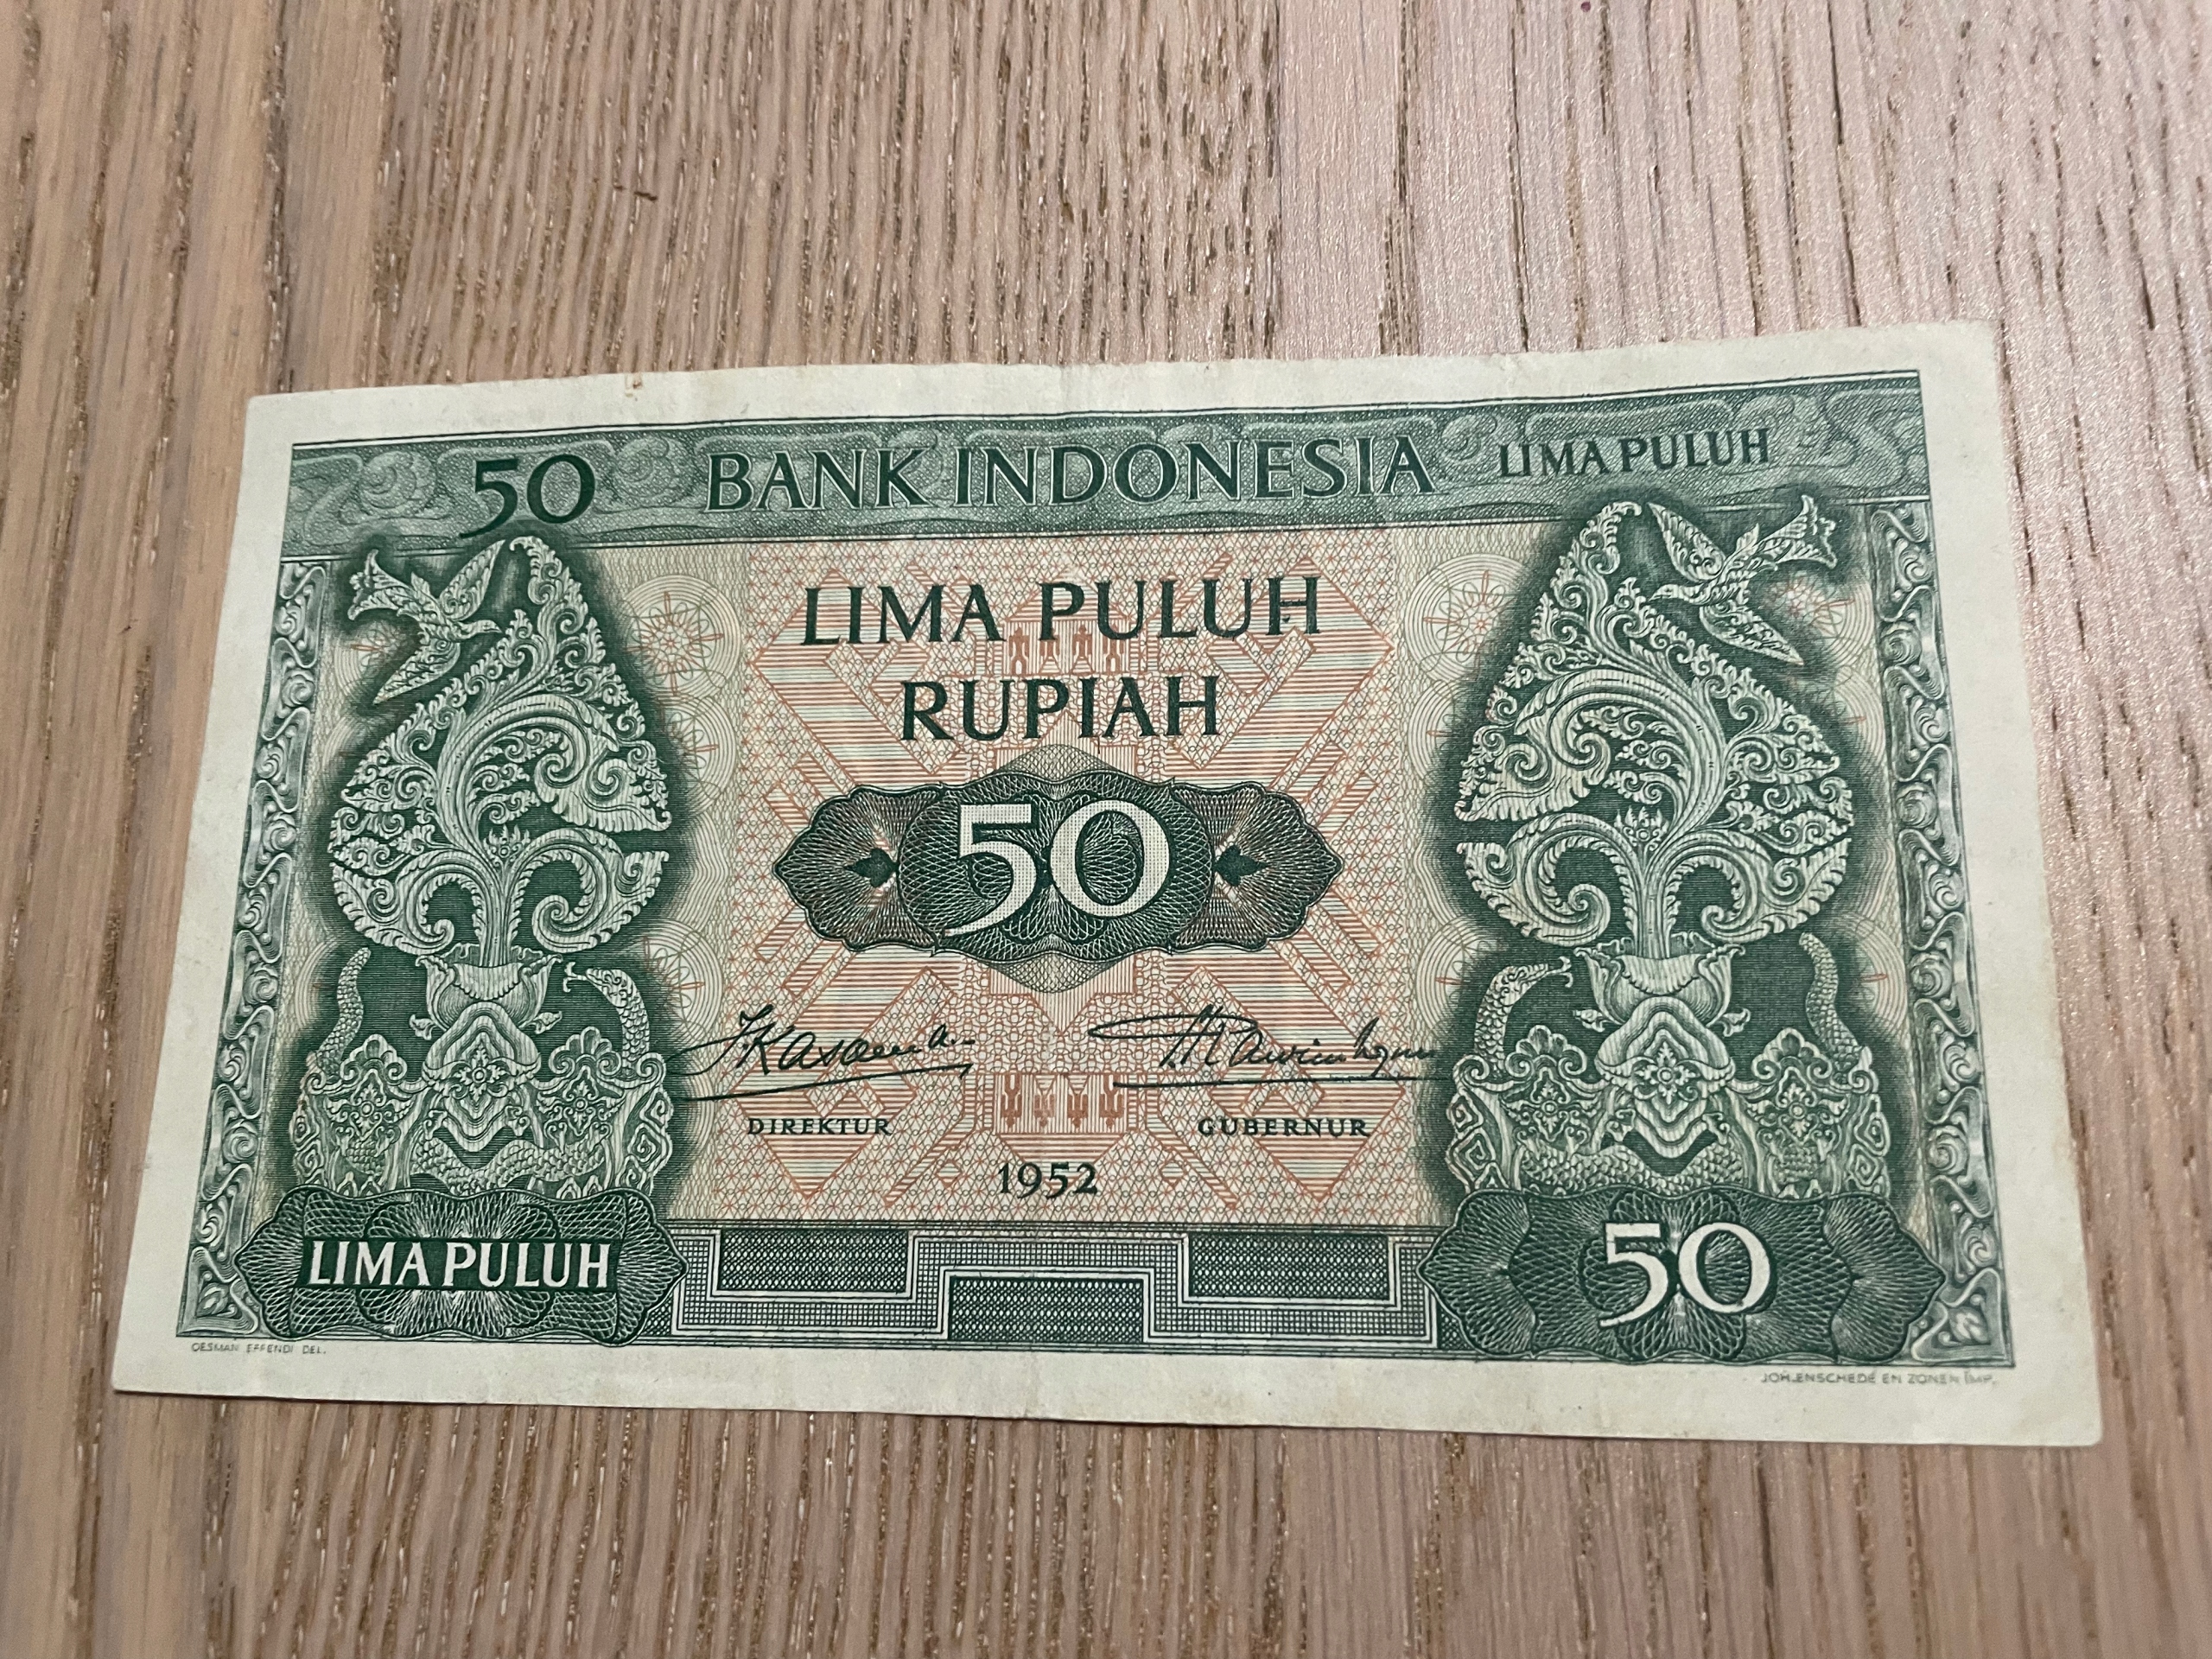 50 BANK INDONESIA LIMA PULUH
LIMA PULUH
RUPIAH
50
DIREKTUR GUBERNUR
1952
LIMA PULUH 50
OESMAN EFFENDI DEL.
JOH. ENSCHEDÉ EN ZONEN IMP.